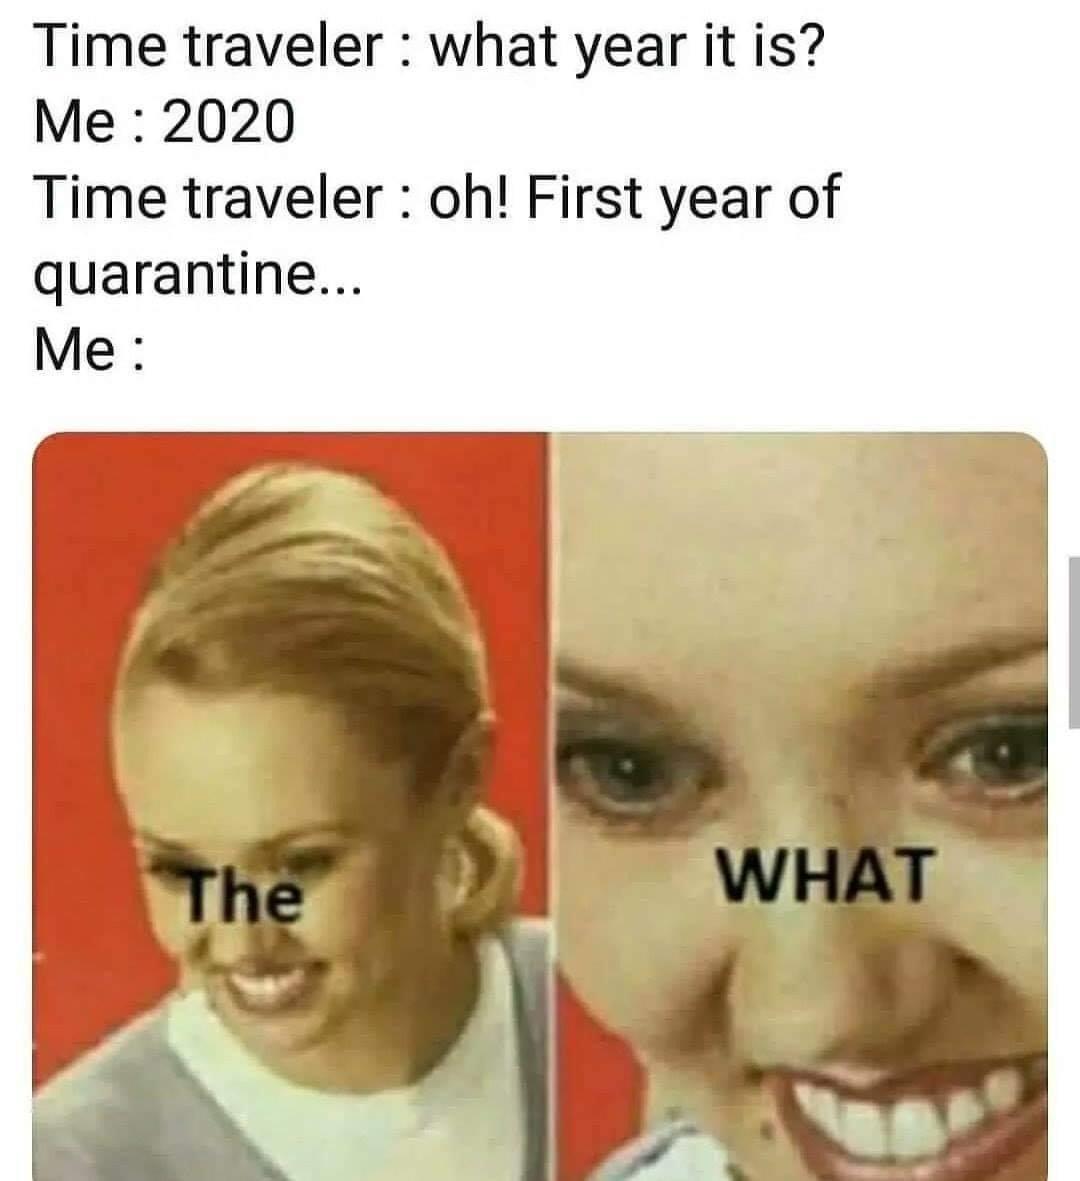 Time traveler : what year it is?
Me : 2020
Time traveler : oh! First year of
quarantine...
Me :
The
WHAT